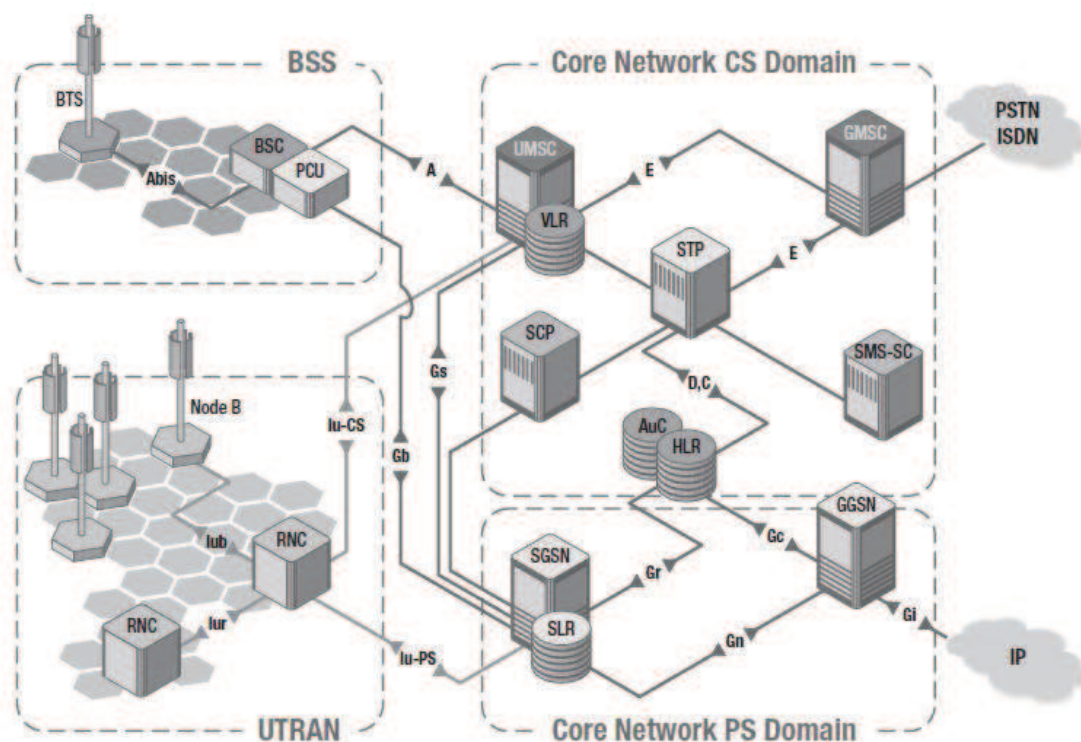 BSS
Core Network CS Domain
BTS
BSC
PCU
Abis
A
UMSC
VLR
E
GMSC
PSTN
ISDN
STP
E
SCP
SMS-SC
Gs
D,C
Node B
Iu-CS
Gb
AuC
HLR
GGSN
Gc
Iub
RNC
SGSN
Gr
RNC
Iur
SLR
Gn
Gi
Iu-PS
IP
UTRAN
Core Network PS Domain